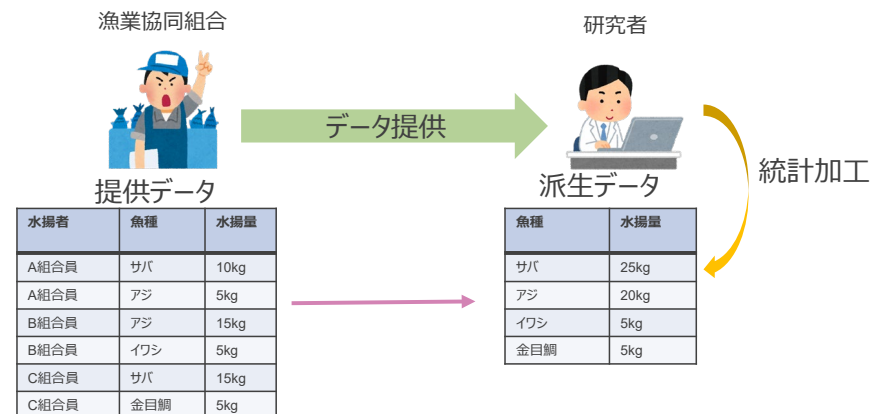 漁業協同組合
研究者
データ提供
統計加工
提供データ
派生データ
水揚者 魚種 水揚量
A組合員 サバ 10kg
A組合員 アジ 5kg
B組合員 アジ 15kg
B組合員 イワシ 5kg
C組合員 サバ 15kg
C組合員 金目鯛 5kg
魚種 水揚量
サバ 25kg
アジ 20kg
イワシ 5kg
金目鯛 5kg